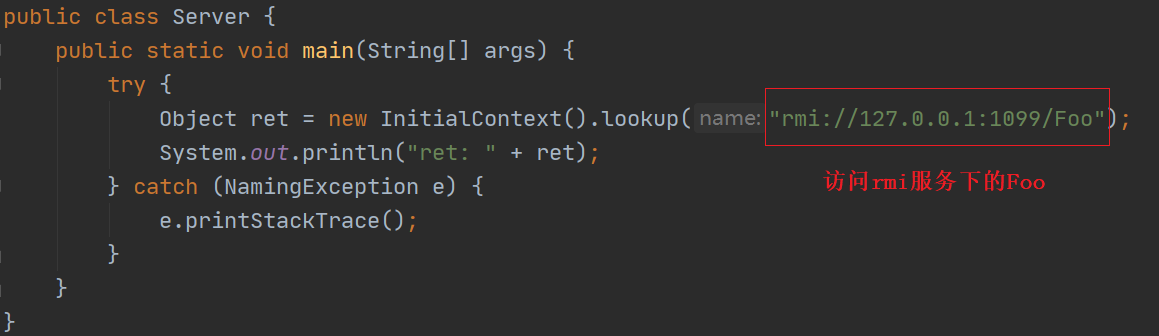 public class Server {
public static void main(String[] args) {
try {
Object ret = new InitialContext().lookup( name: "rmi://127.0.0.1:1099/Foo");
System.out.println("ret: " + ret);
访问rmi服务下的Foo
} catch (NamingException e) {
e.printStackTrace();
}
}
}